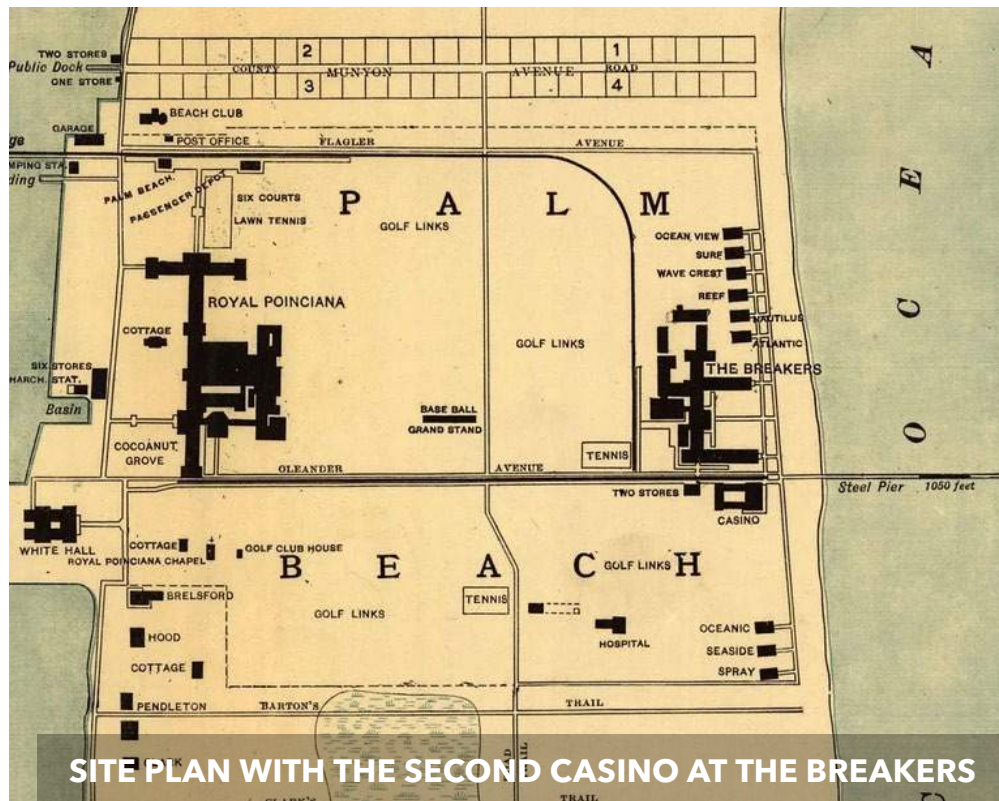 TWO STORES
Public Dock
ONE STORE
2
1
COUNTY MUNYON AVENUE ROAD
3
4
BEACH CLUB
GARAGE
POST OFFICE
FLAGLER AVENUE
PALM BEACH
PASSENGER DEPOT
SIX COURTS
LAWN TENNIS
P A L M
GOLF LINKS
OCEAN VIEW
SURF
WAVE CREST
REEF
NAUTILUS
ATLANTIC
ROYAL POINCIANA
GOLF LINKS
COTTAGE
THE BREAKERS
SIX STORES
Basin
BASE BALL
GRAND STAND
COCOANUT
GROVE
TENNIS
OLEANDER AVENUE
TWO STORES
Steel Pier 1050 feet
CASINO
WHITE HALL
COTTAGE
ROYAL POINCIANA CHAPEL
GOLF CLUB HOUSE
B E A C H
GOLF LINKS
BRELSFORD
GOLF LINKS
TENNIS
HOOD
HOSPITAL
OCEANIC
SEASIDE
SPRAY
COTTAGE
PENDLETON
BARTON'S TRAIL
CLARK'S TRAIL
O C E A
SITE PLAN WITH THE SECOND CASINO AT THE BREAKERS